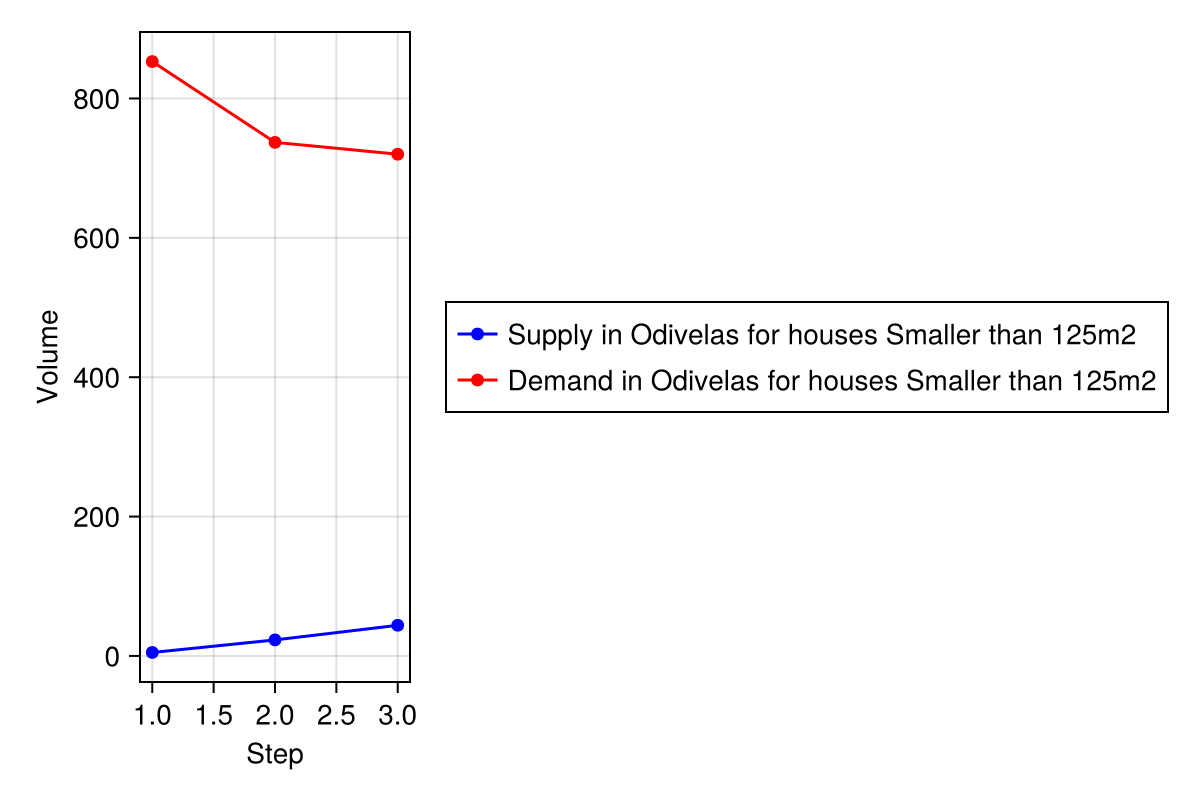 800
600
400
200
0
Volume
1.0 1.5 2.0 2.5 3.0
Step
Supply in Odivelas for houses Smaller than 125m2
Demand in Odivelas for houses Smaller than 125m2